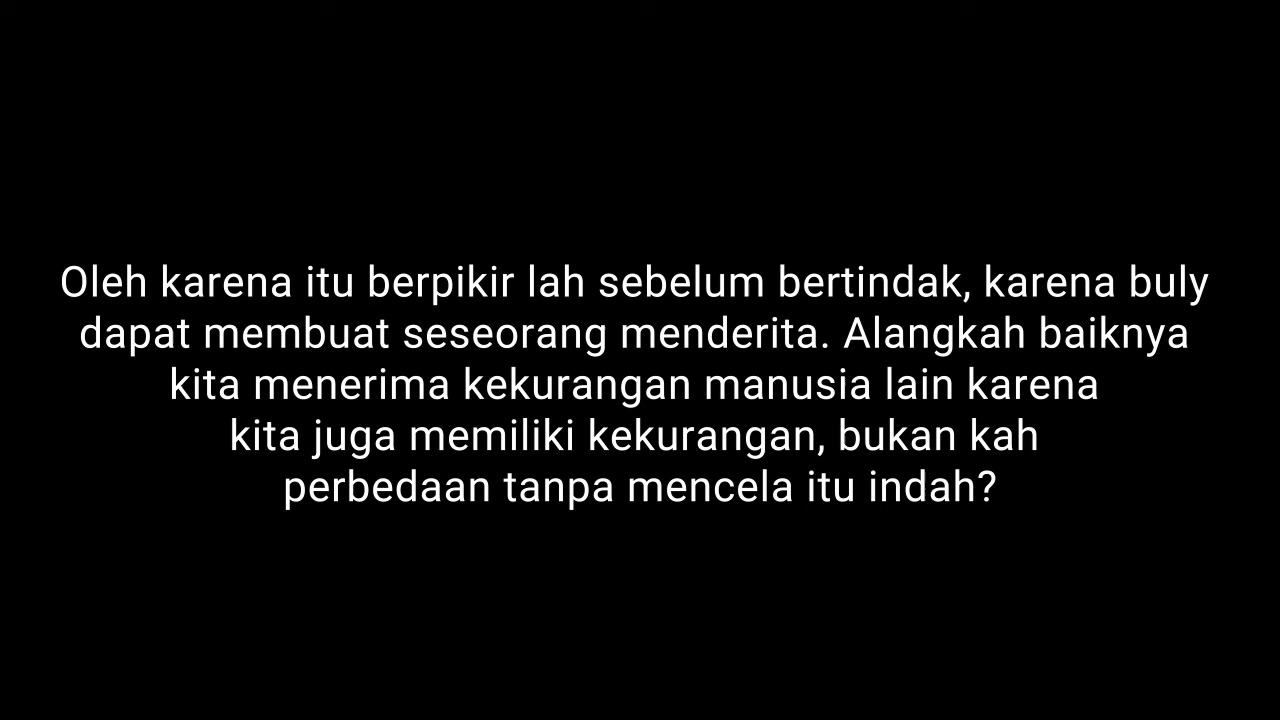 Oleh karena itu berpikir lah sebelum bertindak, karena buly
dapat membuat seseorang menderita. Alangkah baiknya
kita menerima kekurangan manusia lain karena
kita juga memiliki kekurangan, bukan kah
perbedaan tanpa mencela itu indah?